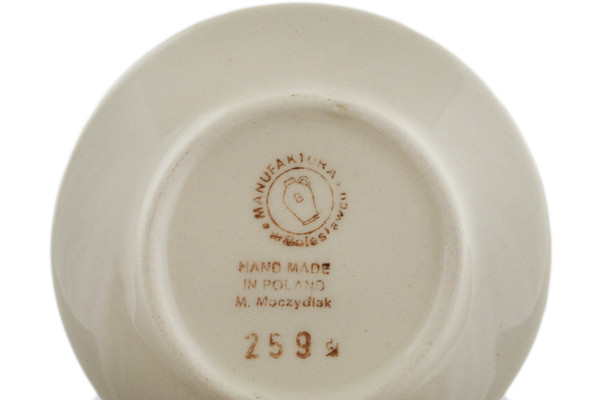 MANUFAKTURA
w Bolesławcu
B
HAND MADE
IN POLAND
M. Moczydlak
259